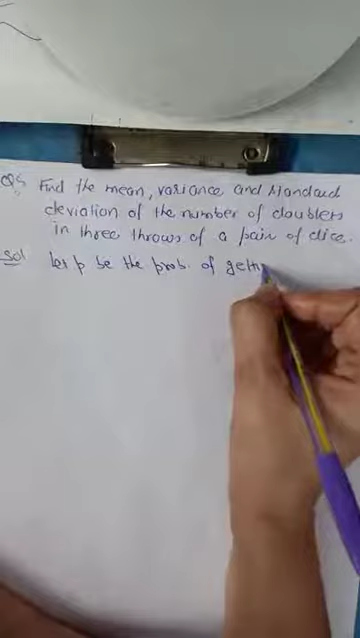 Q5 Find the mean, variance and standard
deviation of the number of doublets
in three throws of a pair of dice.
Sol let p be the prob. of gettin